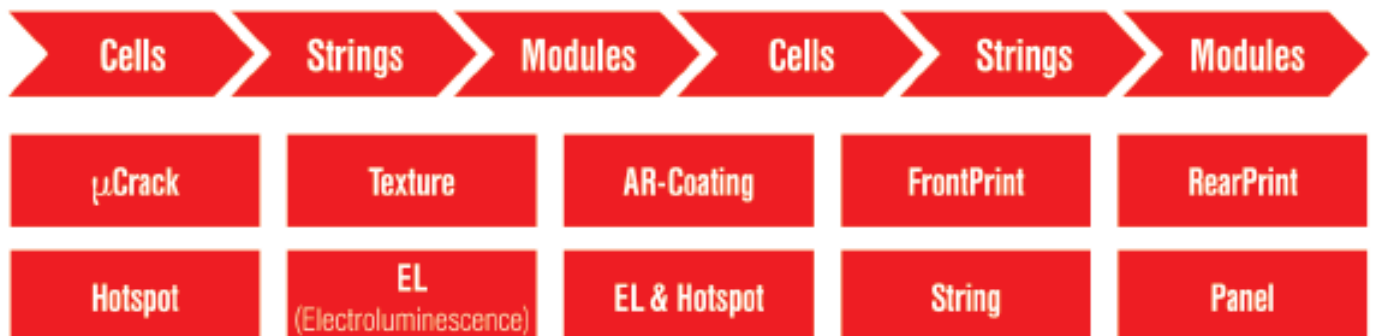 Cells Strings Modules Cells Strings Modules
μCrack Texture AR-Coating FrontPrint RearPrint
Hotspot EL (Electroluminescence) EL & Hotspot String Panel